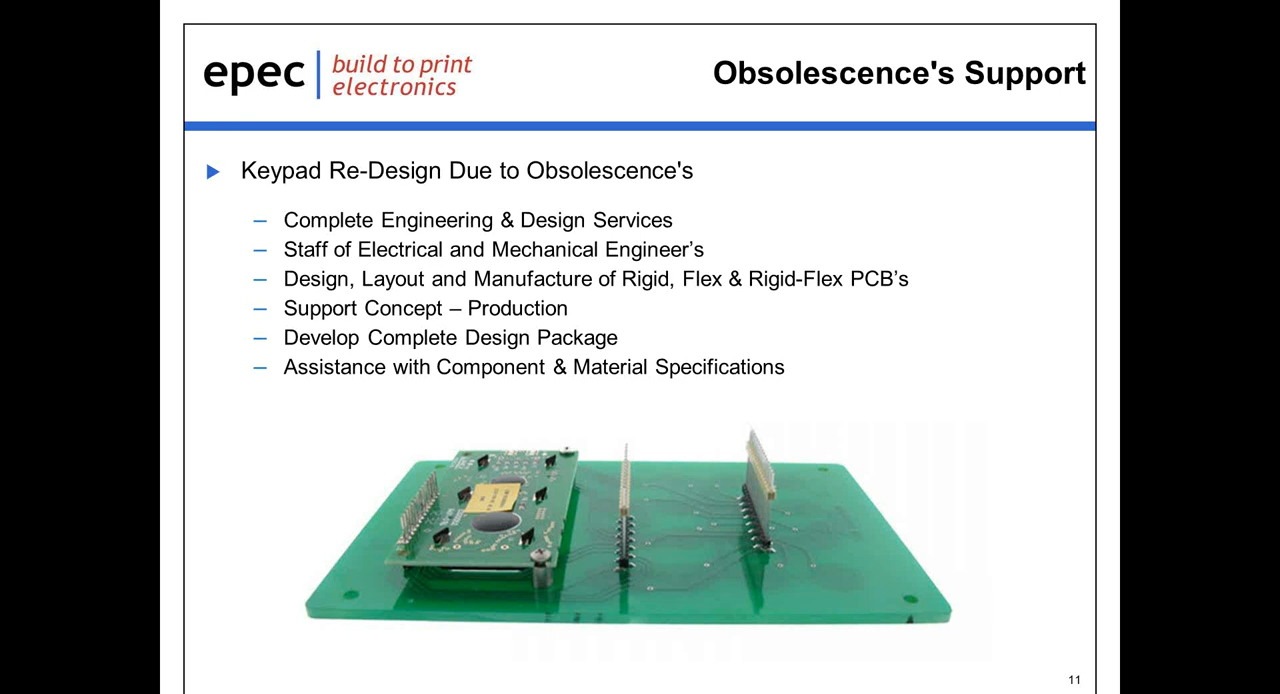 epec
build to print
electronics
Obsolescence's Support
Keypad Re-Design Due to Obsolescence's
– Complete Engineering & Design Services
– Staff of Electrical and Mechanical Engineer’s
– Design, Layout and Manufacture of Rigid, Flex & Rigid-Flex PCB’s
– Support Concept – Production
– Develop Complete Design Package
– Assistance with Component & Material Specifications
11